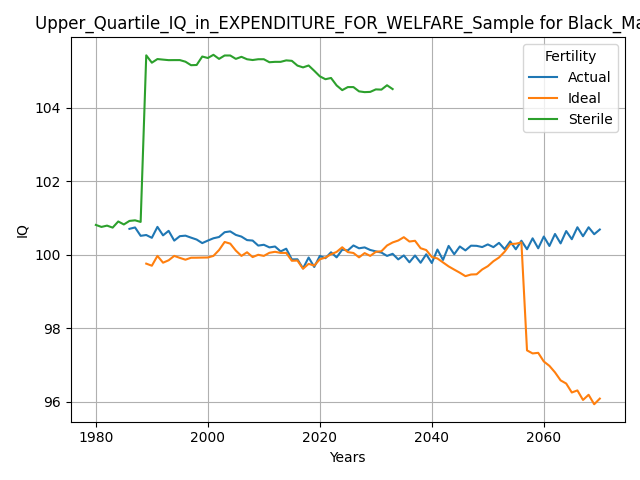 Upper_Quartile_IQ_in_EXPENDITURE_FOR_WELFARE_Sample for Black_Ma
Fertility
Actual
Ideal
Sterile
IQ
104
102
100
98
96
1980
2000
2020
2040
2060
Years